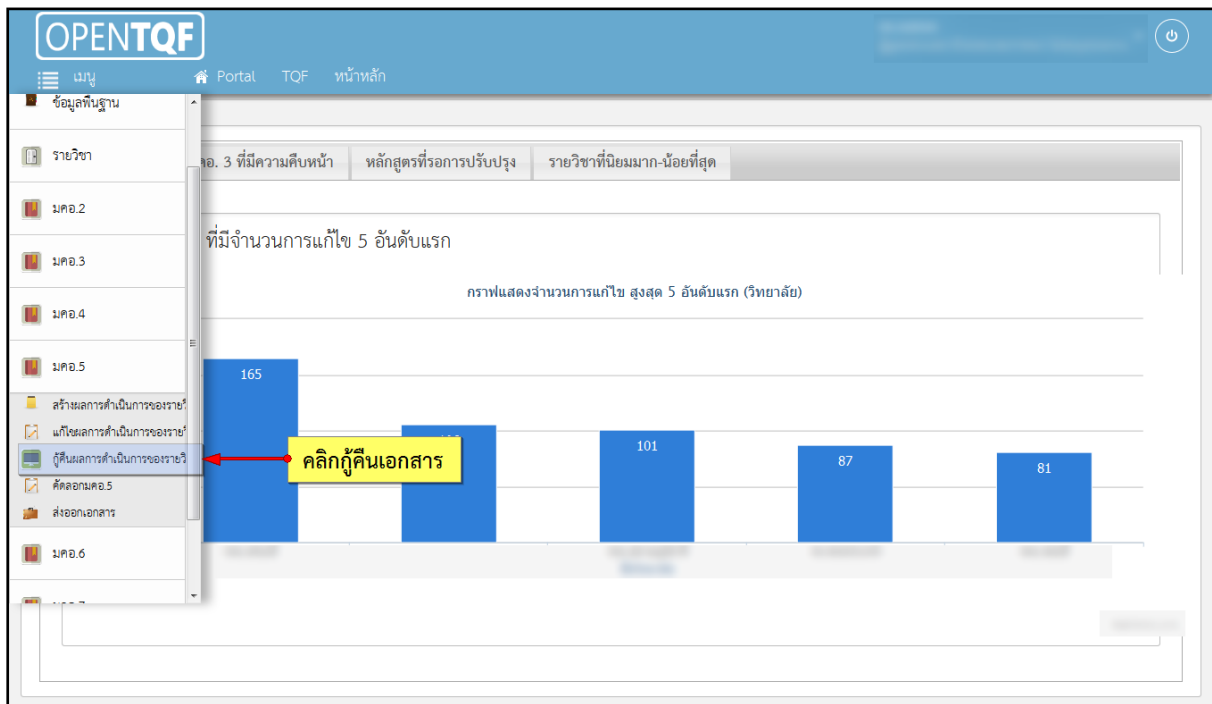 OPENTQF
เมนู
Portal TQF หน้าหลัก
ข้อมูลพื้นฐาน
รายวิชา
มคอ.2
มคอ.3
มคอ.4
มคอ.5
สร้างผลการดำเนินการของรายวิ
แก้ไขผลการดำเนินการของรายวิ
กู้คืนผลการดำเนินการของรายวิ
คัดลอกมคอ.5
ส่งออกเอกสาร
มคอ.6
3 ที่มีความคืบหน้า
หลักสูตรที่รอการปรับปรุง
รายวิชาที่นิยมมาก-น้อยที่สุด
ที่มีจำนวนการแก้ไข 5 อันดับแรก
กราฟแสดงจำนวนการแก้ไข สูงสุด 5 อันดับแรก (วิทยาลัย)
165
101
87
81
คลิกกู้คืนเอกสาร